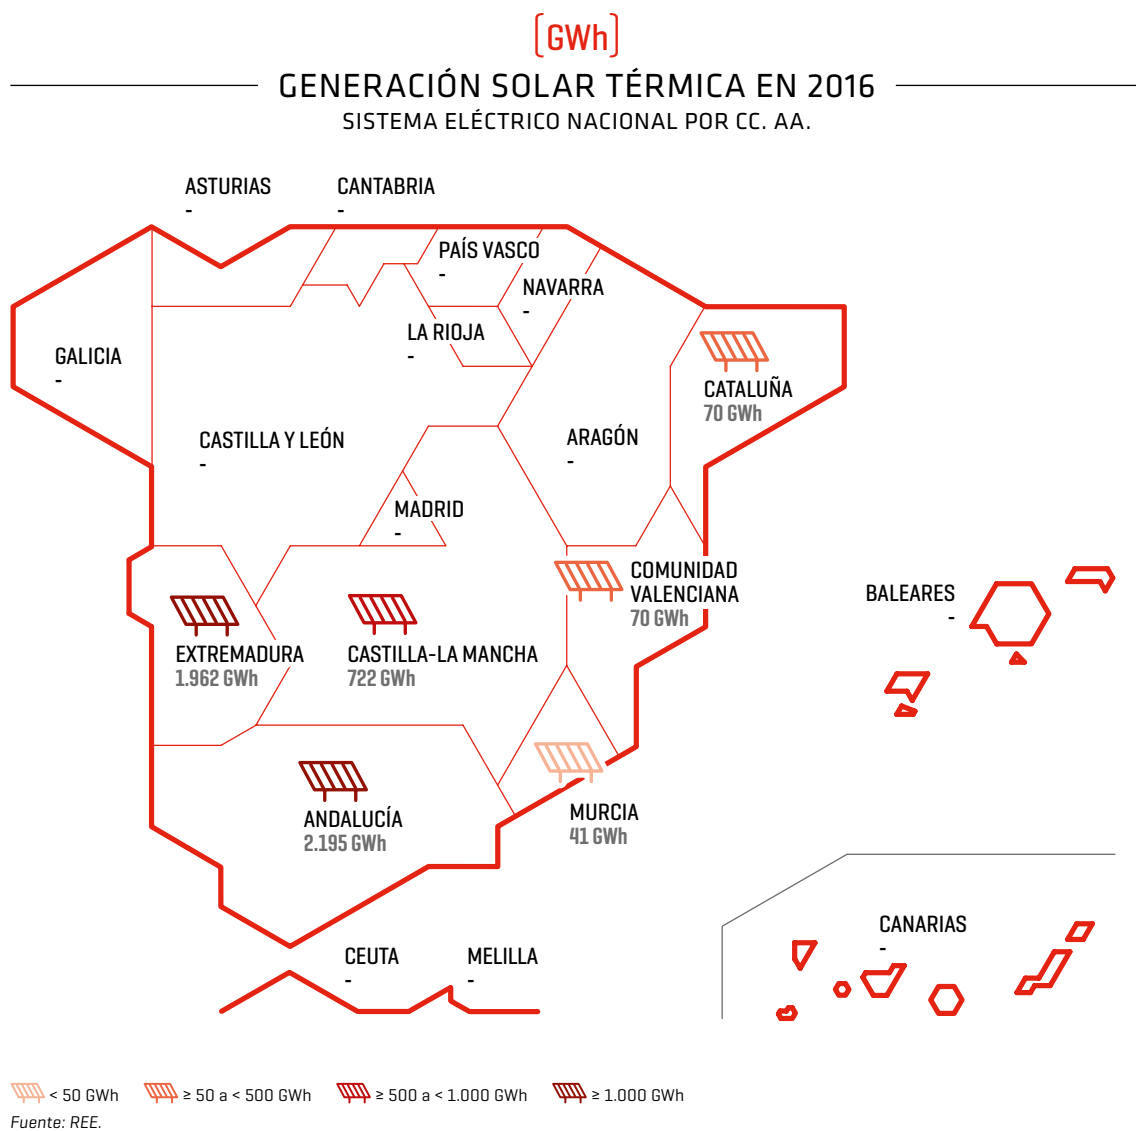 [GWh]
GENERACIÓN SOLAR TÉRMICA EN 2016
SISTEMA ELÉCTRICO NACIONAL POR CC. AA.
ASTURIAS
-
CANTABRIA
-
PAÍS VASCO
-
NAVARRA
-
LA RIOJA
-
GALICIA
-
CATALUÑA
70 GWh
CASTILLA Y LEÓN
-
ARAGÓN
-
MADRID
-
COMUNIDAD
VALENCIANA
70 GWh
BALEARES
-
EXTREMADURA
1.962 GWh
CASTILLA-LA MANCHA
722 GWh
ANDALUCÍA
2.195 GWh
MURCIA
41 GWh
CANARIAS
-
CEUTA
-
MELILLA
-
< 50 GWh
≥ 50 a < 500 GWh
≥ 500 a < 1.000 GWh
≥ 1.000 GWh
Fuente: REE.